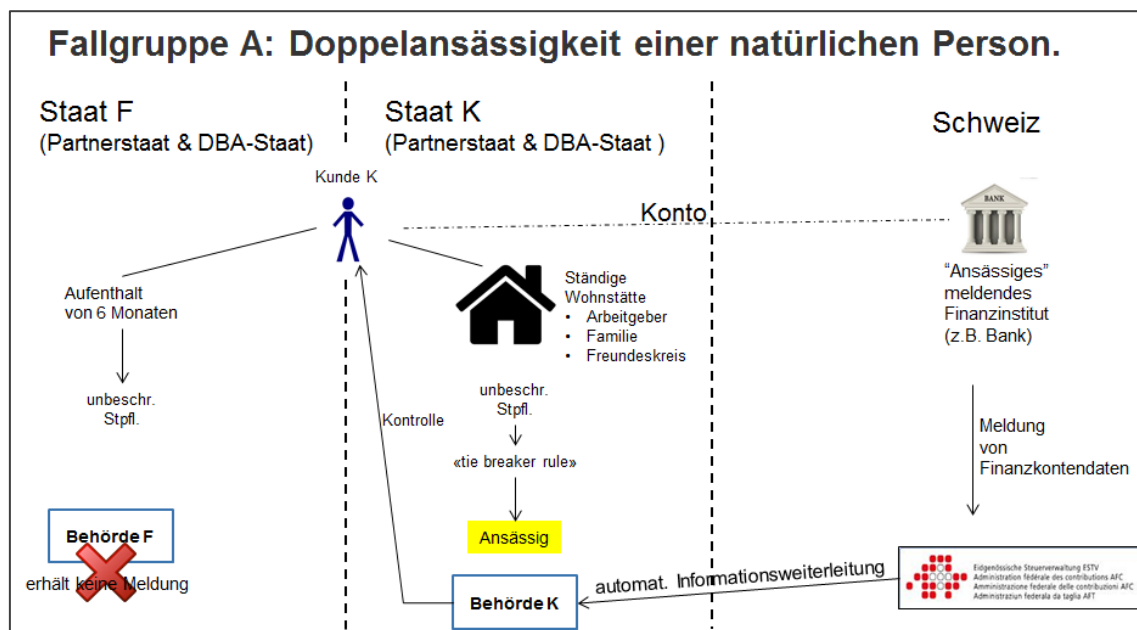 Fallgruppe A: Doppelansässigkeit einer natürlichen Person.
Staat F
(Partnerstaat & DBA-Staat)
Staat K
(Partnerstaat & DBA-Staat )
Schweiz
Kunde K
Konto
BANK
Aufenthalt
von 6 Monaten
unbeschr.
Stpfl.
Behörde F
erhält keine Meldung
Ständige
Wohnstätte
• Arbeitgeber
• Familie
• Freundeskreis
unbeschr.
Stpfl.
Kontrolle
«tie breaker rule»
Ansässig
Behörde K
automat. Informationsweiterleitung
"Ansässiges"
meldendes
Finanzinstitut
(z.B. Bank)
Meldung
von
Finanzkontendaten
Eidgenössische Steuerverwaltung ESTV
Administration fédérale des contributions AFC
Amministrazione federale delle contribuzioni AFC
Administraziun federala da taglia AFT